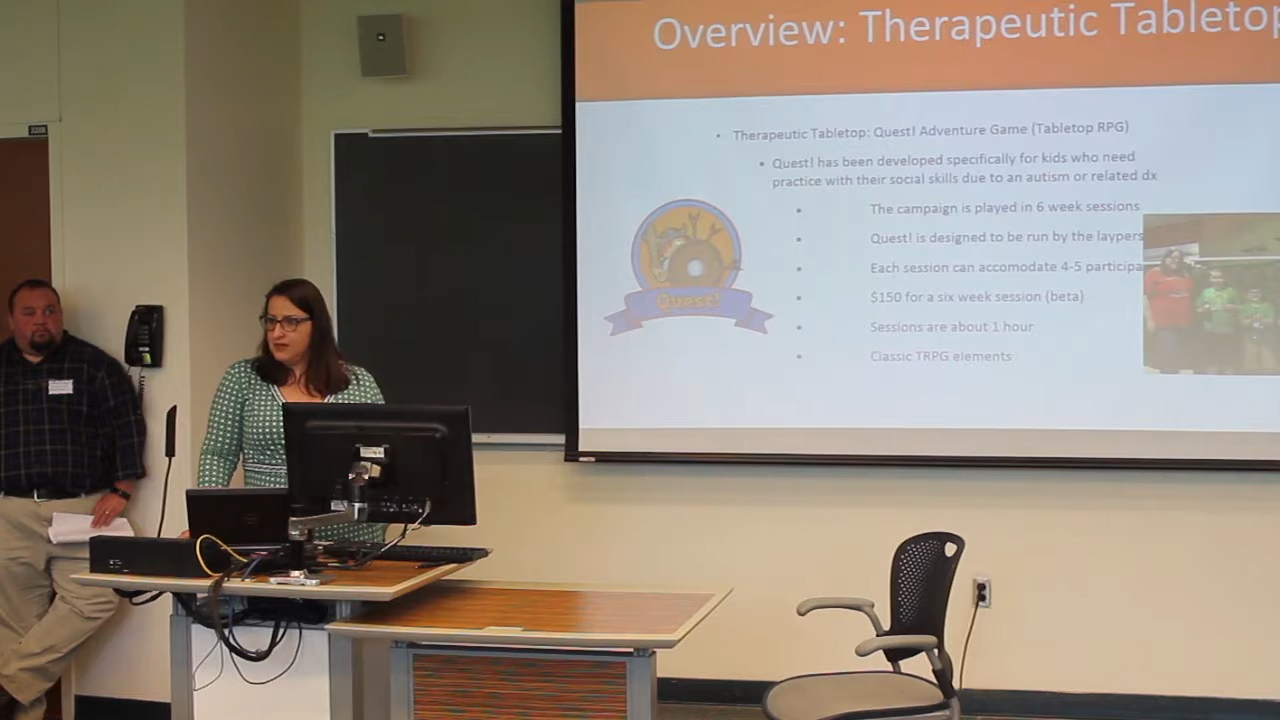 Overview: Therapeutic Tabletop
• Therapeutic Tabletop: Quest! Adventure Game (Tabletop RPG)
• Quest! has been developed specifically for kids who need
practice with their social skills due to an autism or related dx
• The campaign is played in 6 week sessions
• Quest! is designed to be run by the laypers
• Each session can accomodate 4-5 participa
• $150 for a six week session (beta)
• Sessions are about 1 hour
• Classic TRPG elements
Quest!